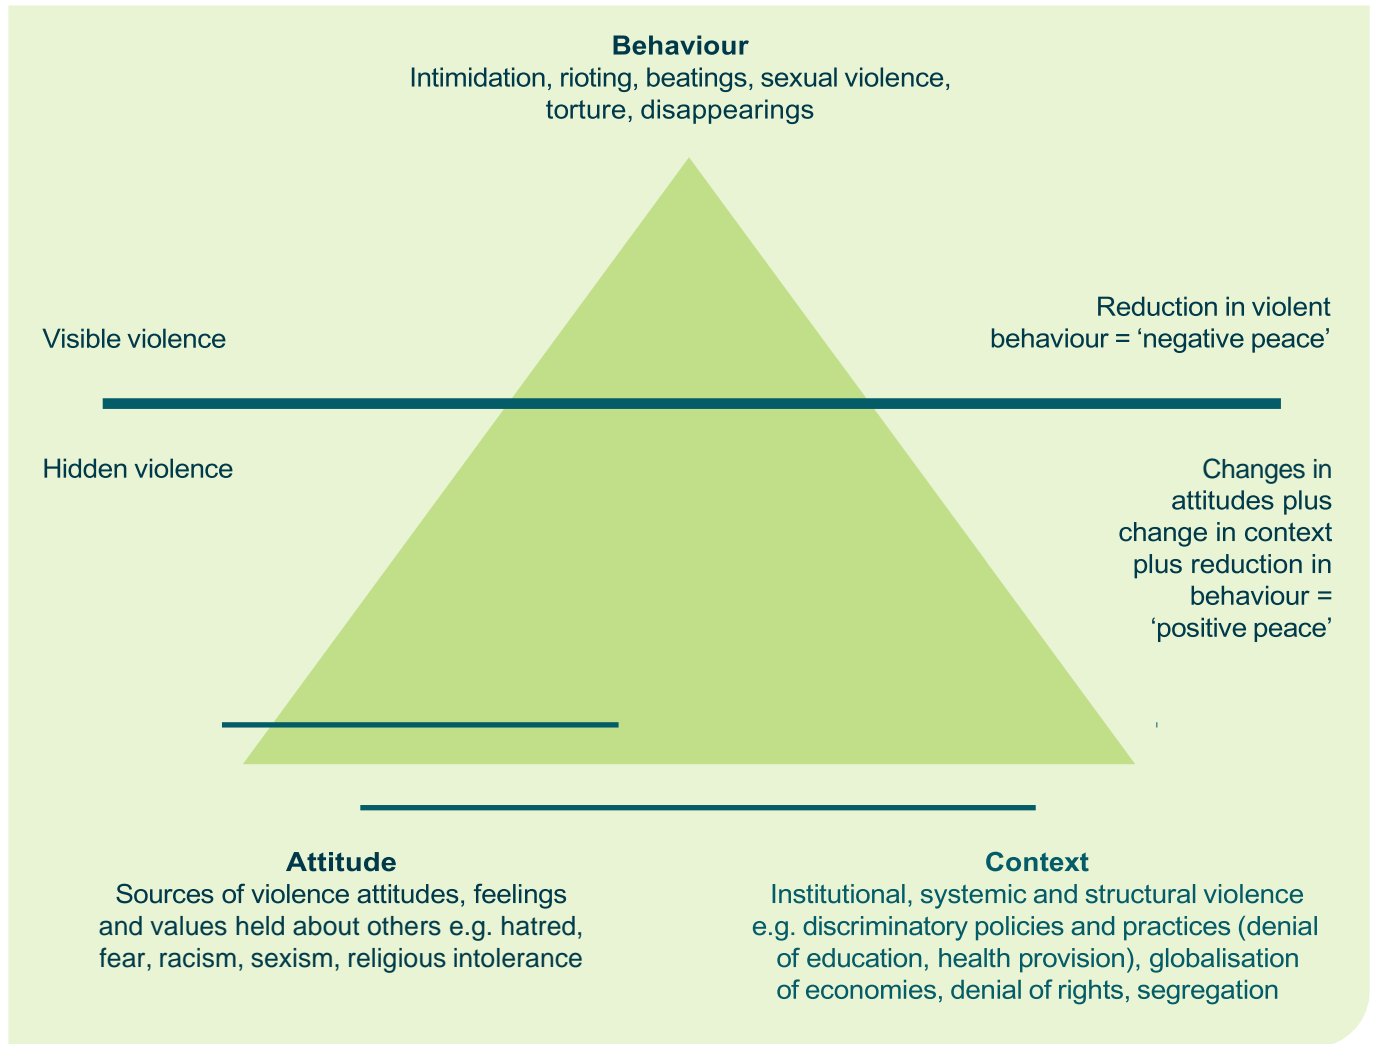 Behaviour
Intimidation, rioting, beatings, sexual violence,
torture, disappearings
Visible violence
Reduction in violent
behaviour = ‘negative peace’
Hidden violence
Changes in
attitudes plus
change in context
plus reduction in
behaviour =
‘positive peace’
Attitude
Sources of violence attitudes, feelings
and values held about others e.g. hatred,
fear, racism, sexism, religious intolerance
Context
Institutional, systemic and structural violence
e.g. discriminatory policies and practices (denial
of education, health provision), globalisation
of economies, denial of rights, segregation